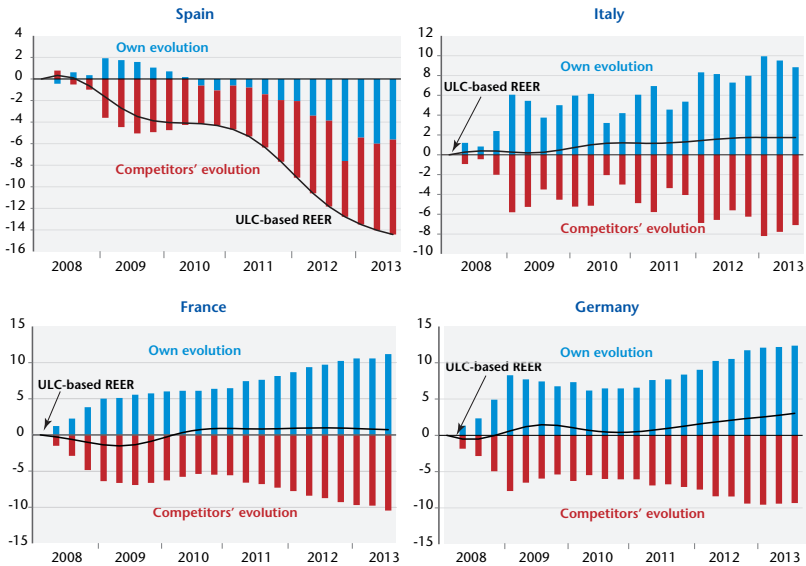 Spain
4
2
0
-2
-4
-6
-8
-10
-12
-14
-16
Own evolution
Competitors' evolution
ULC-based REER
2008 2009 2010 2011 2012 2013
Italy
12
10
8
6
4
2
0
-2
-4
-6
-8
-10
Own evolution
ULC-based REER
Competitors' evolution
2008 2009 2010 2011 2012 2013
France
15
10
5
0
-5
-10
-15
Own evolution
ULC-based REER
Competitors' evolution
2008 2009 2010 2011 2012 2013
Germany
15
10
5
0
-5
-10
-15
Own evolution
ULC-based REER
Competitors' evolution
2008 2009 2010 2011 2012 2013